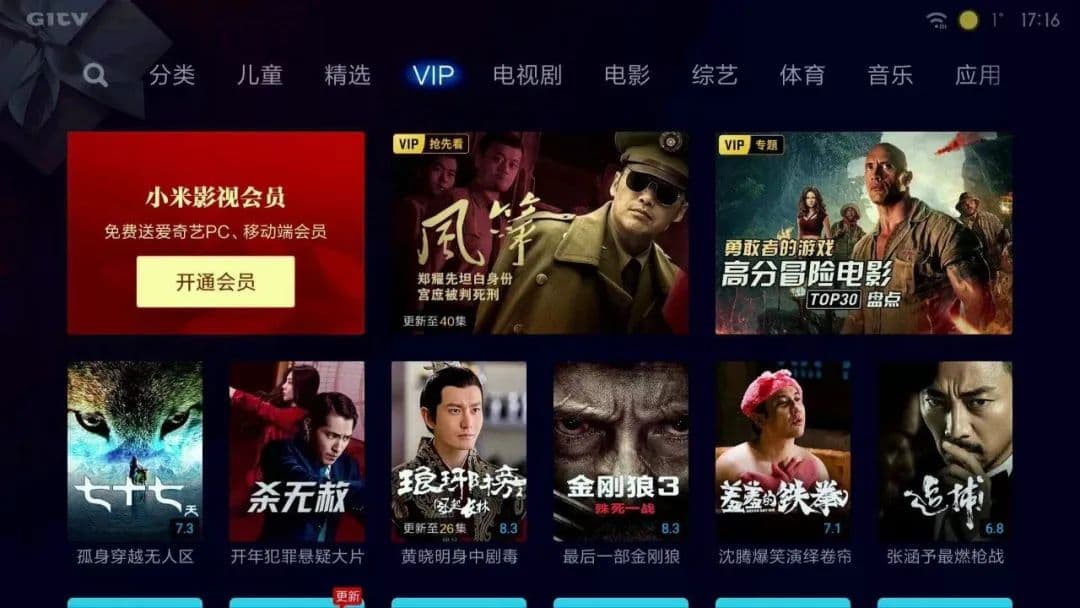 GITV
1° 17:16
分类 儿童 精选 VIP 电视剧 电影 综艺 体育 音乐 应用
小米影视会员
免费送爱奇艺PC、移动端会员
开通会员
VIP 抢先看
风筝
郑耀先坦白身份
宫庶被判死刑
更新至40集
VIP 专题
勇敢者的游戏
高分冒险电影
TOP30 盘点
七十七天
7.3
孤身穿越无人区
杀无赦
开年犯罪悬疑大片
琅琊榜之
风起长林
更新至26集 8.3
黄晓明身中剧毒
金刚狼3
殊死一战
8.3
最后一部金刚狼
羞羞的铁拳
7.1
沈腾爆笑演绎卷帘
追捕
6.8
张涵予最燃枪战
更新